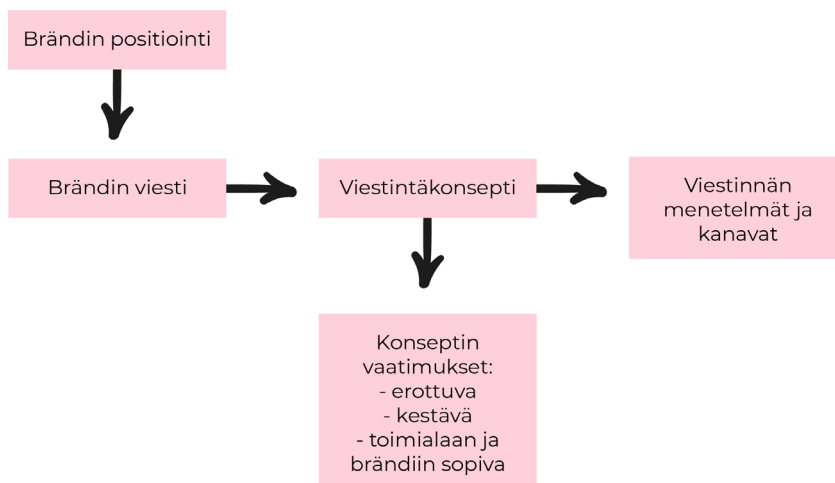 Brändin positiointi
Brändin viesti
Viestintäkonsepti
Viestinnän
menetelmät ja
kanavat
Konseptin
vaatimukset:
- erottuva
- kestävä
- toimialaan ja
brändiin sopiva